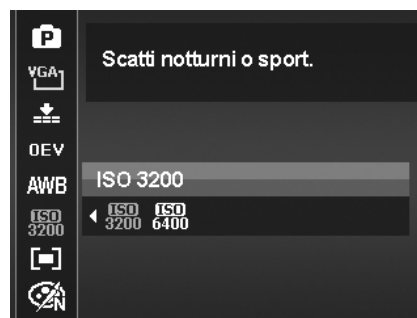 P
Scatti notturni o sport.
VGA
0EV
AWB
ISO 3200
ISO 3200
ISO 3200
ISO 6400
N